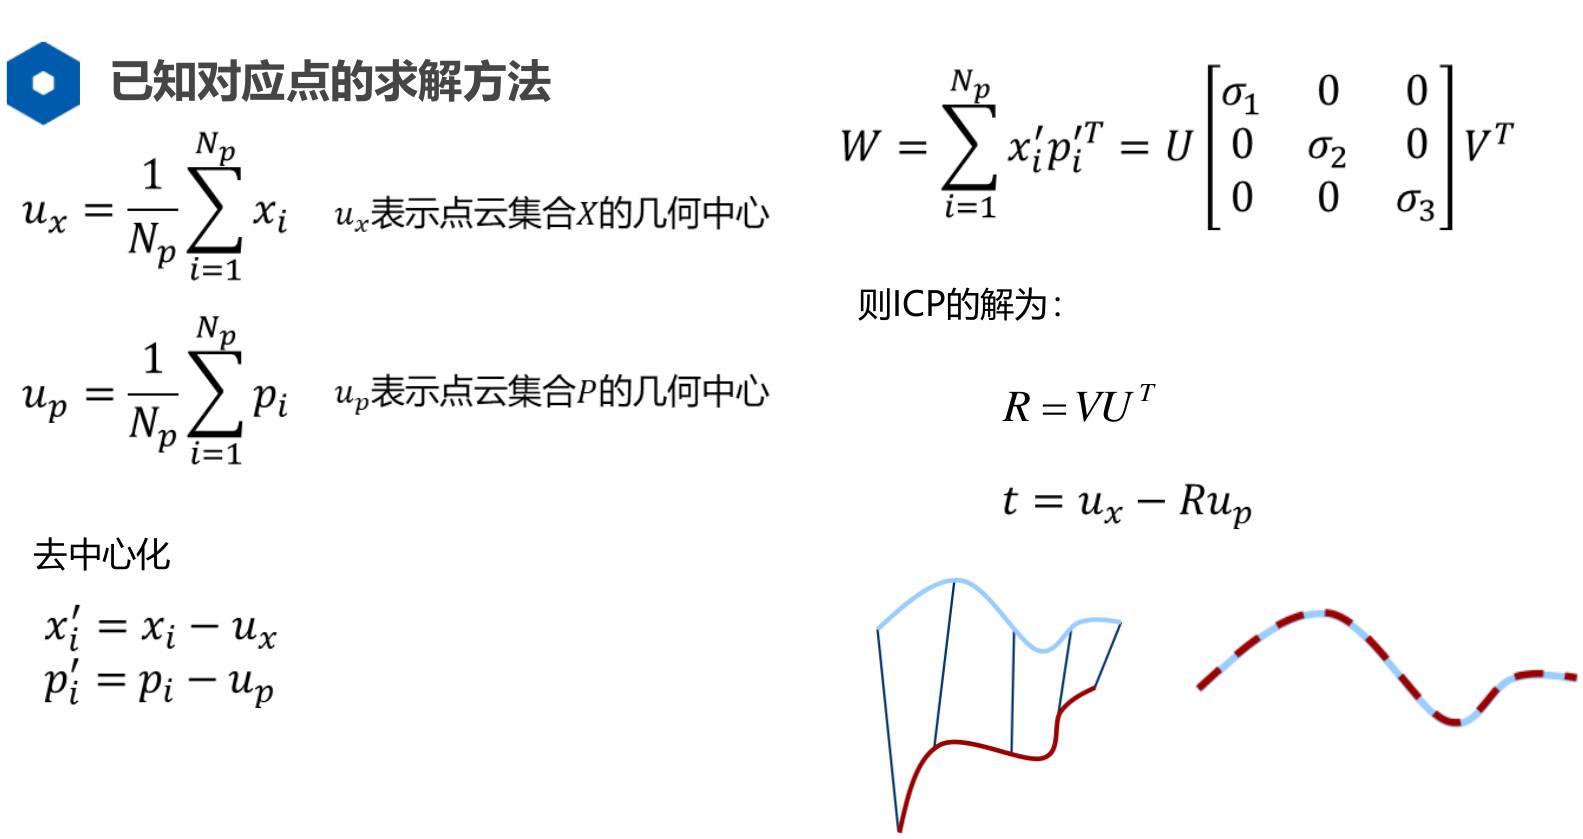 已知对应点的求解方法
$u_x = \frac{1}{N_p} \sum_{i=1}^{N_p} x_i$ $u_x$表示点云集合$X$的几何中心
$u_p = \frac{1}{N_p} \sum_{i=1}^{N_p} p_i$ $u_p$表示点云集合$P$的几何中心
去中心化
$x_i' = x_i - u_x$
$p_i' = p_i - u_p$
$W = \sum_{i=1}^{N_p} x_i' p_i'^T = U \begin{bmatrix} \sigma_1 & 0 & 0 \\ 0 & \sigma_2 & 0 \\ 0 & 0 & \sigma_3 \end{bmatrix} V^T$
则ICP的解为：
$R = VU^T$
$t = u_x - Ru_p$